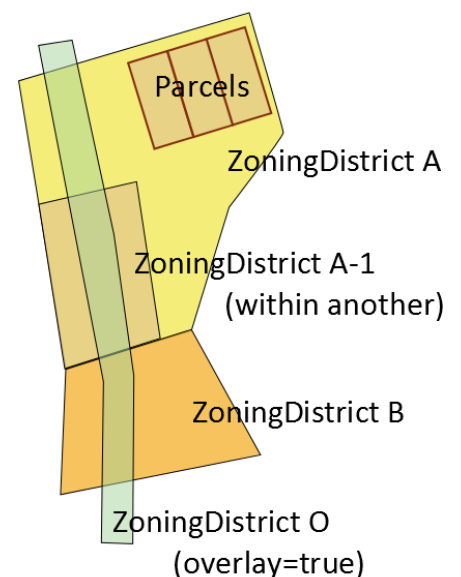 Parcels
ZoningDistrict A
ZoningDistrict A-1
(within another)
ZoningDistrict B
ZoningDistrict O
(overlay=true)